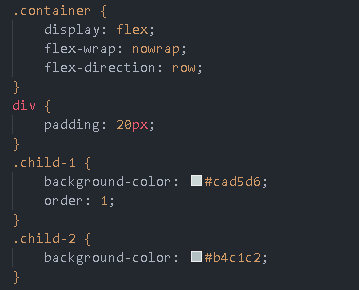 .container {
    display: flex;
    flex-wrap: nowrap;
    flex-direction: row;
}
div {
    padding: 20px;
}
.child-1 {
    background-color: #cad5d6;
    order: 1;
}
.child-2 {
    background-color: #b4c1c2;
}